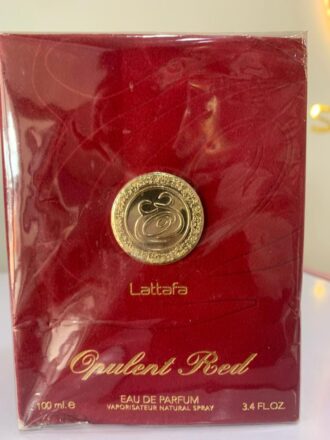 Lattafa
Opulent Red
EAU DE PARFUM
100 ml.e VAPORISATEUR NATURAL SPRAY 3.4 FL.OZ.